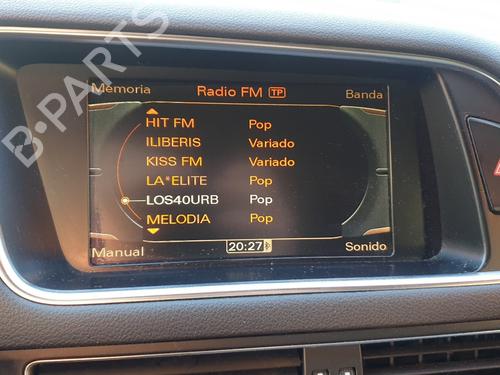 B-PARTS
Memoria Radio FM TP Banda
HIT FM Pop
ILIBERIS Variado
KISS FM Variado
LA*ELITE Pop
LOS40URB Pop
MELODIA Pop
Manual 20:27 Sonido